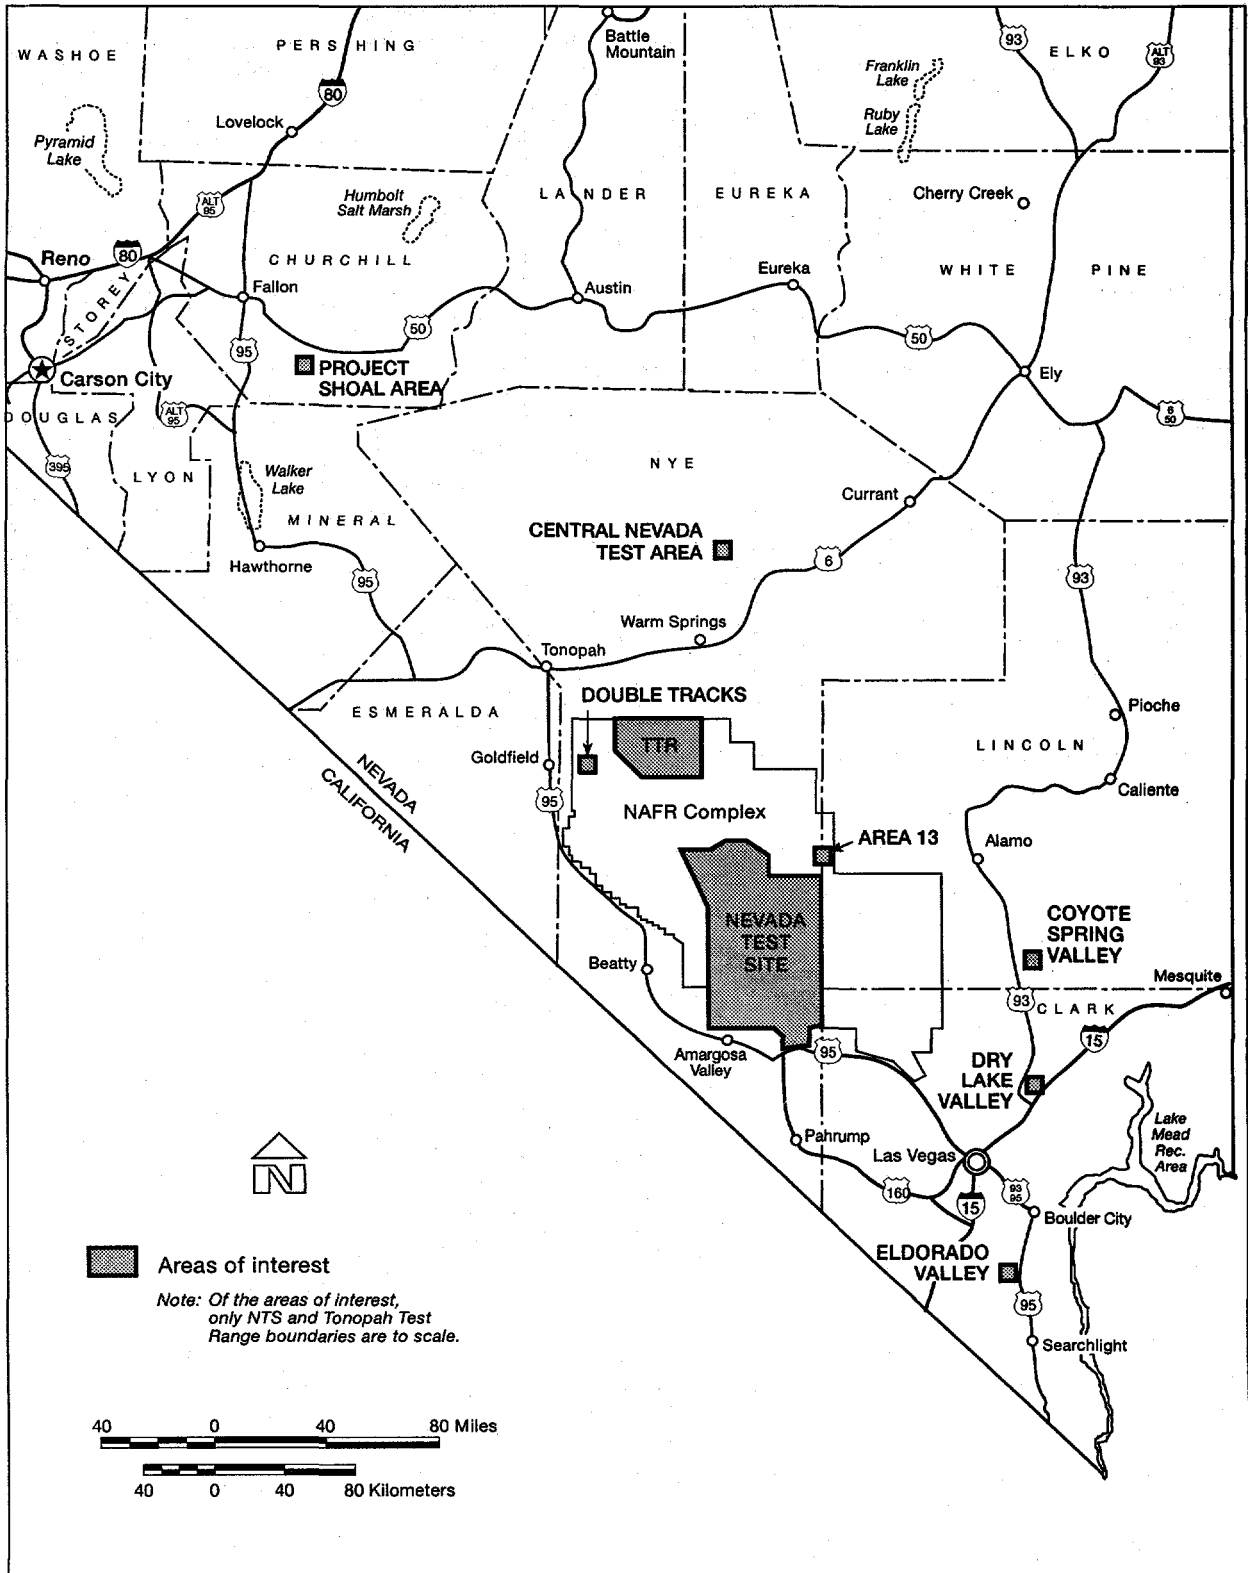 WASHOE
PERSHING
80
Battle
Mountain
93
ELKO
ALT
93
Franklin
Lake
Ruby
Lake
Pyramid
Lake
Lovelock
ALT
95
Humbolt
Salt Marsh
LANDER
EUREKA
Cherry Creek
Reno
80
STOREY
CHURCHILL
Fallon
Austin
Eureka
WHITE PINE
50
50
95
PROJECT
SHOAL AREA
Carson City
Ely
DOUGLAS
ALT
95
6
50
395
LYON
Walker
Lake
MINERAL
NYE
Currant
CENTRAL NEVADA
TEST AREA
6
93
Hawthorne
95
Warm Springs
Tonopah
DOUBLE TRACKS
ESMERALDA
Pioche
TTR
LINCOLN
Goldfield
NEVADA
CALIFORNIA
95
NAFR Complex
Caliente
AREA 13
Alamo
NEVADA
TEST
SITE
COYOTE
SPRING
VALLEY
Beatty
Mesquite
93
CLARK
Amargosa
Valley
95
15
DRY
LAKE
VALLEY
Lake
Mead
Rec.
Area
Pahrump
Las Vegas
N
160
15
93
95
Boulder City
ELDORADO
VALLEY
95
Searchlight
Areas of interest
Note: Of the areas of interest,
only NTS and Tonopah Test
Range boundaries are to scale.
40 0 40 80 Miles
40 0 40 80 Kilometers